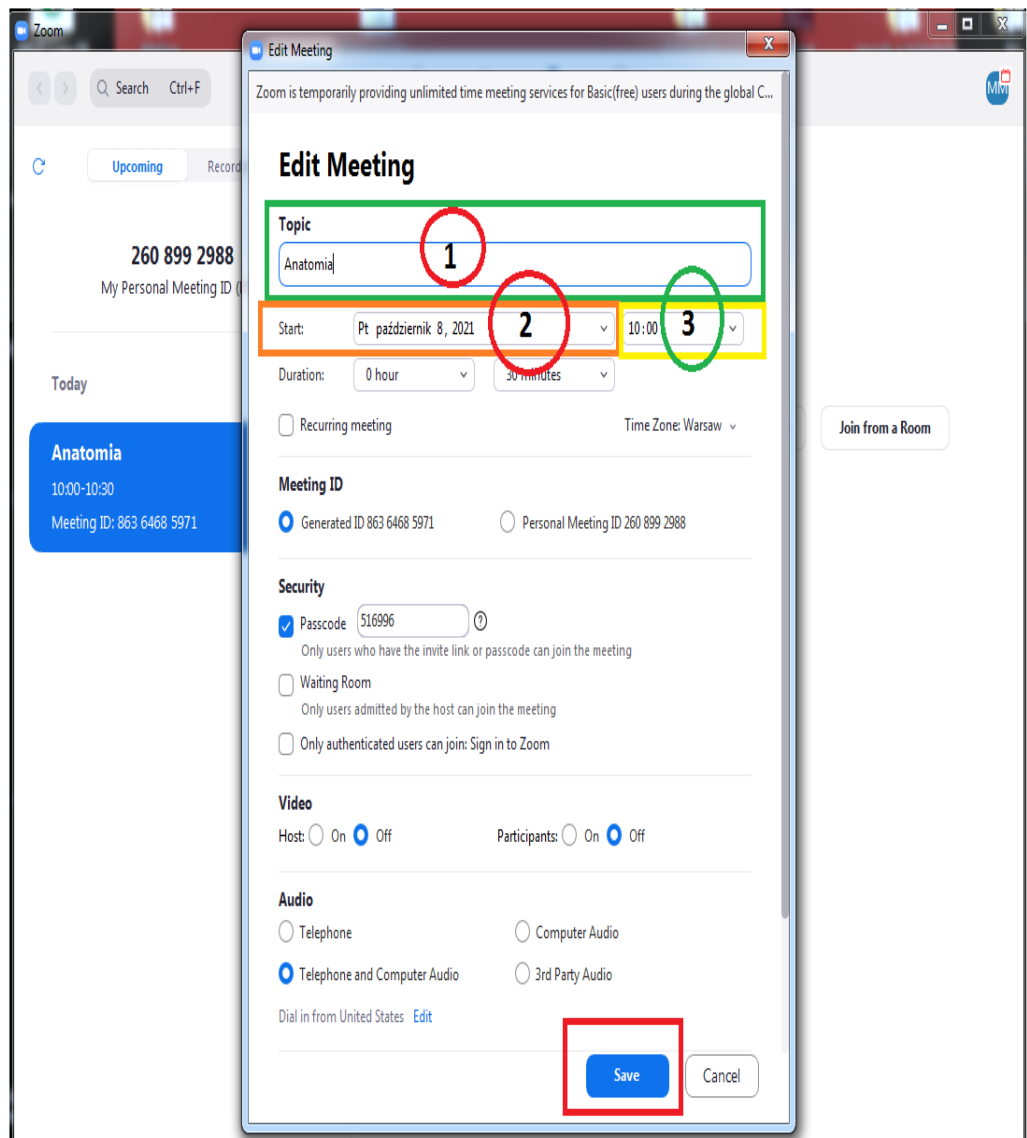 Zoom
Edit Meeting
Search Ctrl+F
Zoom is temporarily providing unlimited time meeting services for Basic(free) users during the global C...
MM
Upcoming Record
Edit Meeting
Topic
Anatomia
1
260 899 2988
My Personal Meeting ID (
Start: Pt październik 8, 2021 2 10:00 3
Duration: 0 hour 30 minutes
Today
Recurring meeting Time Zone: Warsaw
Join from a Room
Anatomia
10:00-10:30
Meeting ID: 863 6468 5971
Meeting ID
Generated ID 863 6468 5971 Personal Meeting ID 260 899 2988
Security
Passcode 516996
Only users who have the invite link or passcode can join the meeting
Waiting Room
Only users admitted by the host can join the meeting
Only authenticated users can join: Sign in to Zoom
Video
Host: On Off Participants: On Off
Audio
Telephone Computer Audio
Telephone and Computer Audio 3rd Party Audio
Dial in from United States Edit
Save Cancel